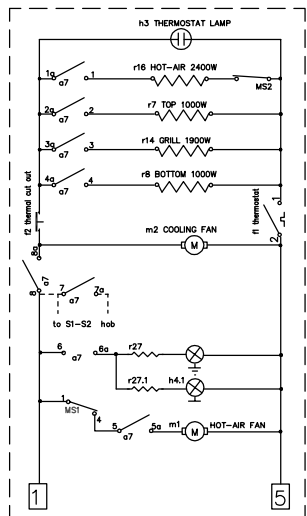 h3 THERMOSTAT LAMP
r16 HOT-AIR 2400W
1a 1
a7
MS2
r7 TOP 1000W
2a 2
a7
r14 GRILL 1900W
3a 3
a7
r8 BOTTOM 1000W
4a 4
a7
f2 thermal cut out
f1 thermostat
1
2
m2 COOLING FAN
M
8a
8
a7
7 7a
a7
to S1-S2 hob
6 6a
a7
r27
r27.1 h4.1
1
MS1
4
5 5a
a7
m1
M
HOT-AIR FAN
1
5